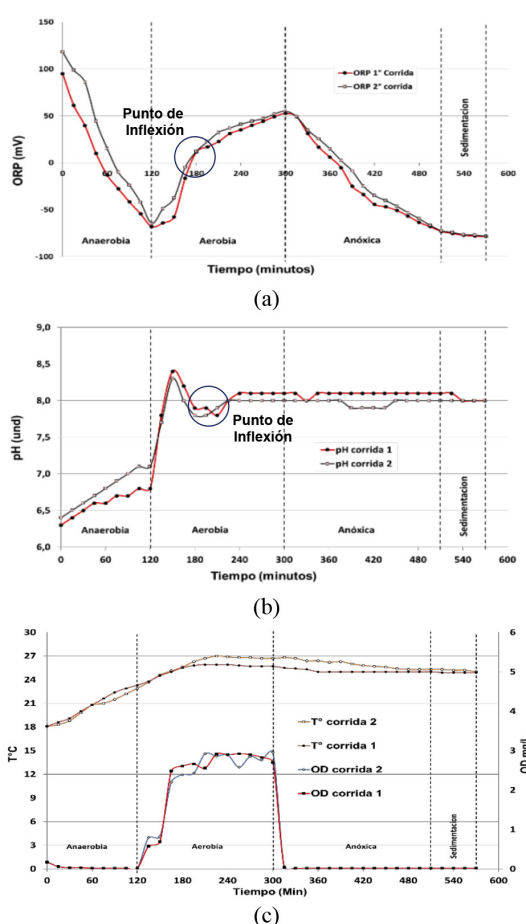 150
100
50
0
-50
-100
ORP (mV)
ORP 1° Corrida
ORP 2° corrida
Punto de
Inflexión
Sedimentacion
0 60 120 180 240 300 360 420 480 540 600
Anaerobia Aerobia Anóxica
Tiempo (minutos)
(a)
9,0
8,5
8,0
7,5
7,0
6,5
6,0
pH (und)
Punto de
Inflexión
pH corrida 1
pH corrida 2
Anaerobia Aerobia Anóxica
Sedimentacion
0 60 120 180 240 300 360 420 480 540 600
Tiempo (minutos)
(b)
30
27
24
21
18
15
12
9
6
3
0
T°C
6
5
4
3
2
1
0
OD mg/l
T° corrida 2
T° corrida 1
OD corrida 2
OD corrida 1
Anaerobia Aerobia Anóxica
Sedimentacion
0 60 120 180 240 300 360 420 480 540 600
Tiempo (Min)
(c)